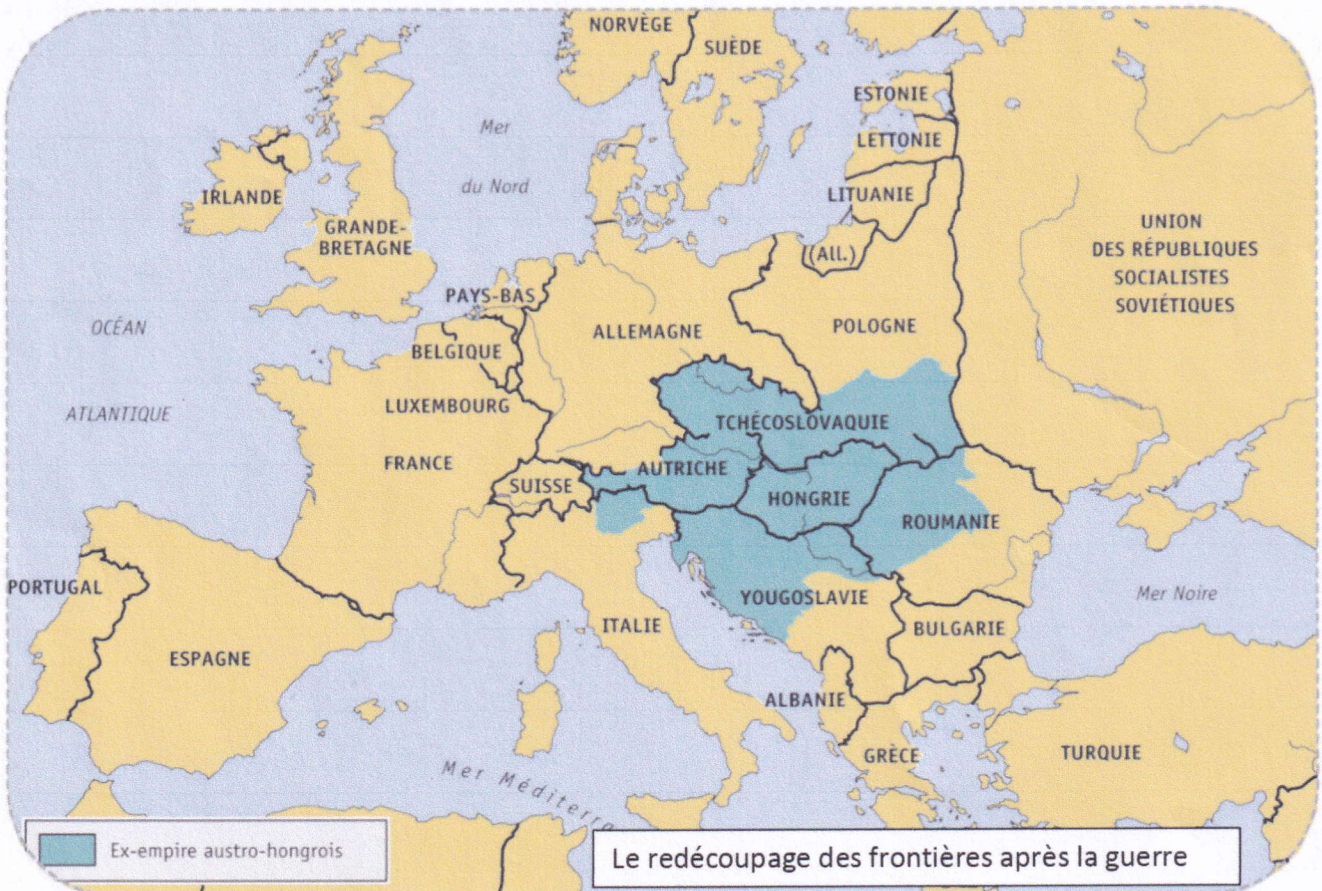 NORVÈGE
SUÈDE
ESTONIE
Mer
du Nord
LETTONIE
IRLANDE
LITUANIE
GRANDE-
BRETAGNE
(All.)
UNION
DES RÉPUBLIQUES
SOCIALISTES
SOVIÉTIQUES
PAYS-BAS
OCÉAN
ATLANTIQUE
ALLEMAGNE
POLOGNE
BELGIQUE
LUXEMBOURG
TCHÉCOSLOVAQUIE
FRANCE
AUTRICHE
SUISSE
HONGRIE
ROUMANIE
PORTUGAL
YOUGOSLAVIE
Mer Noire
ITALIE
BULGARIE
ESPAGNE
ALBANIE
GRÈCE
TURQUIE
Mer Méditerra
Ex-empire austro-hongrois
Le redécoupage des frontières après la guerre